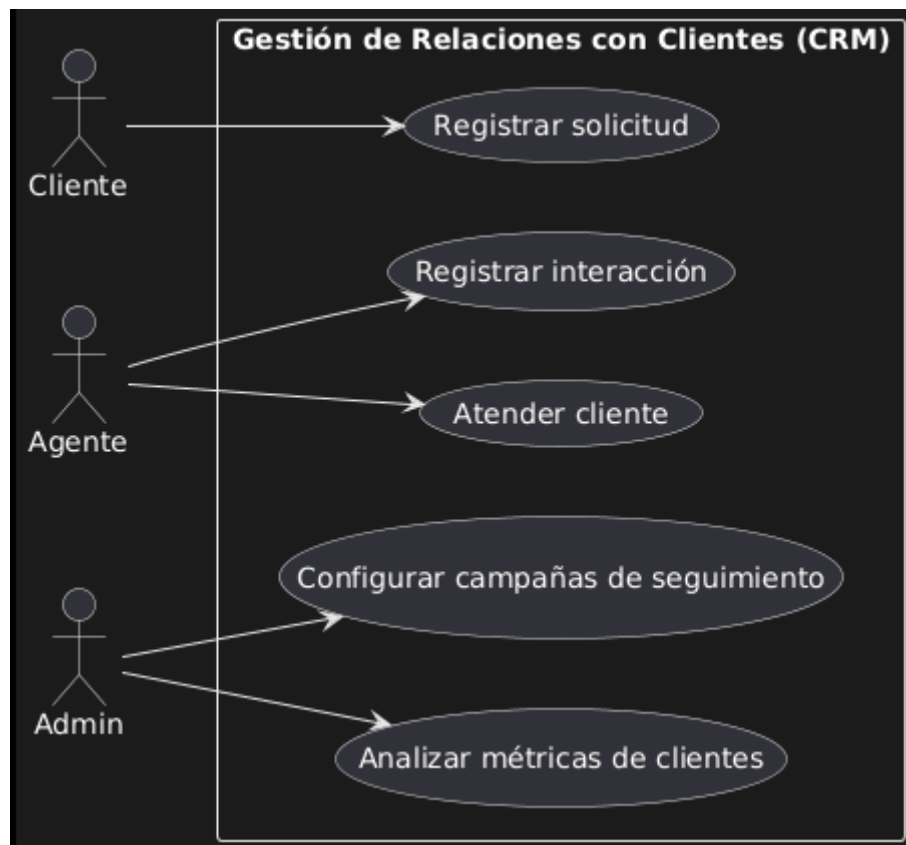 Gestión de Relaciones con Clientes (CRM)
Registrar solicitud
Cliente
Registrar interacción
Atender cliente
Agente
Configurar campañas de seguimiento
Admin
Analizar métricas de clientes